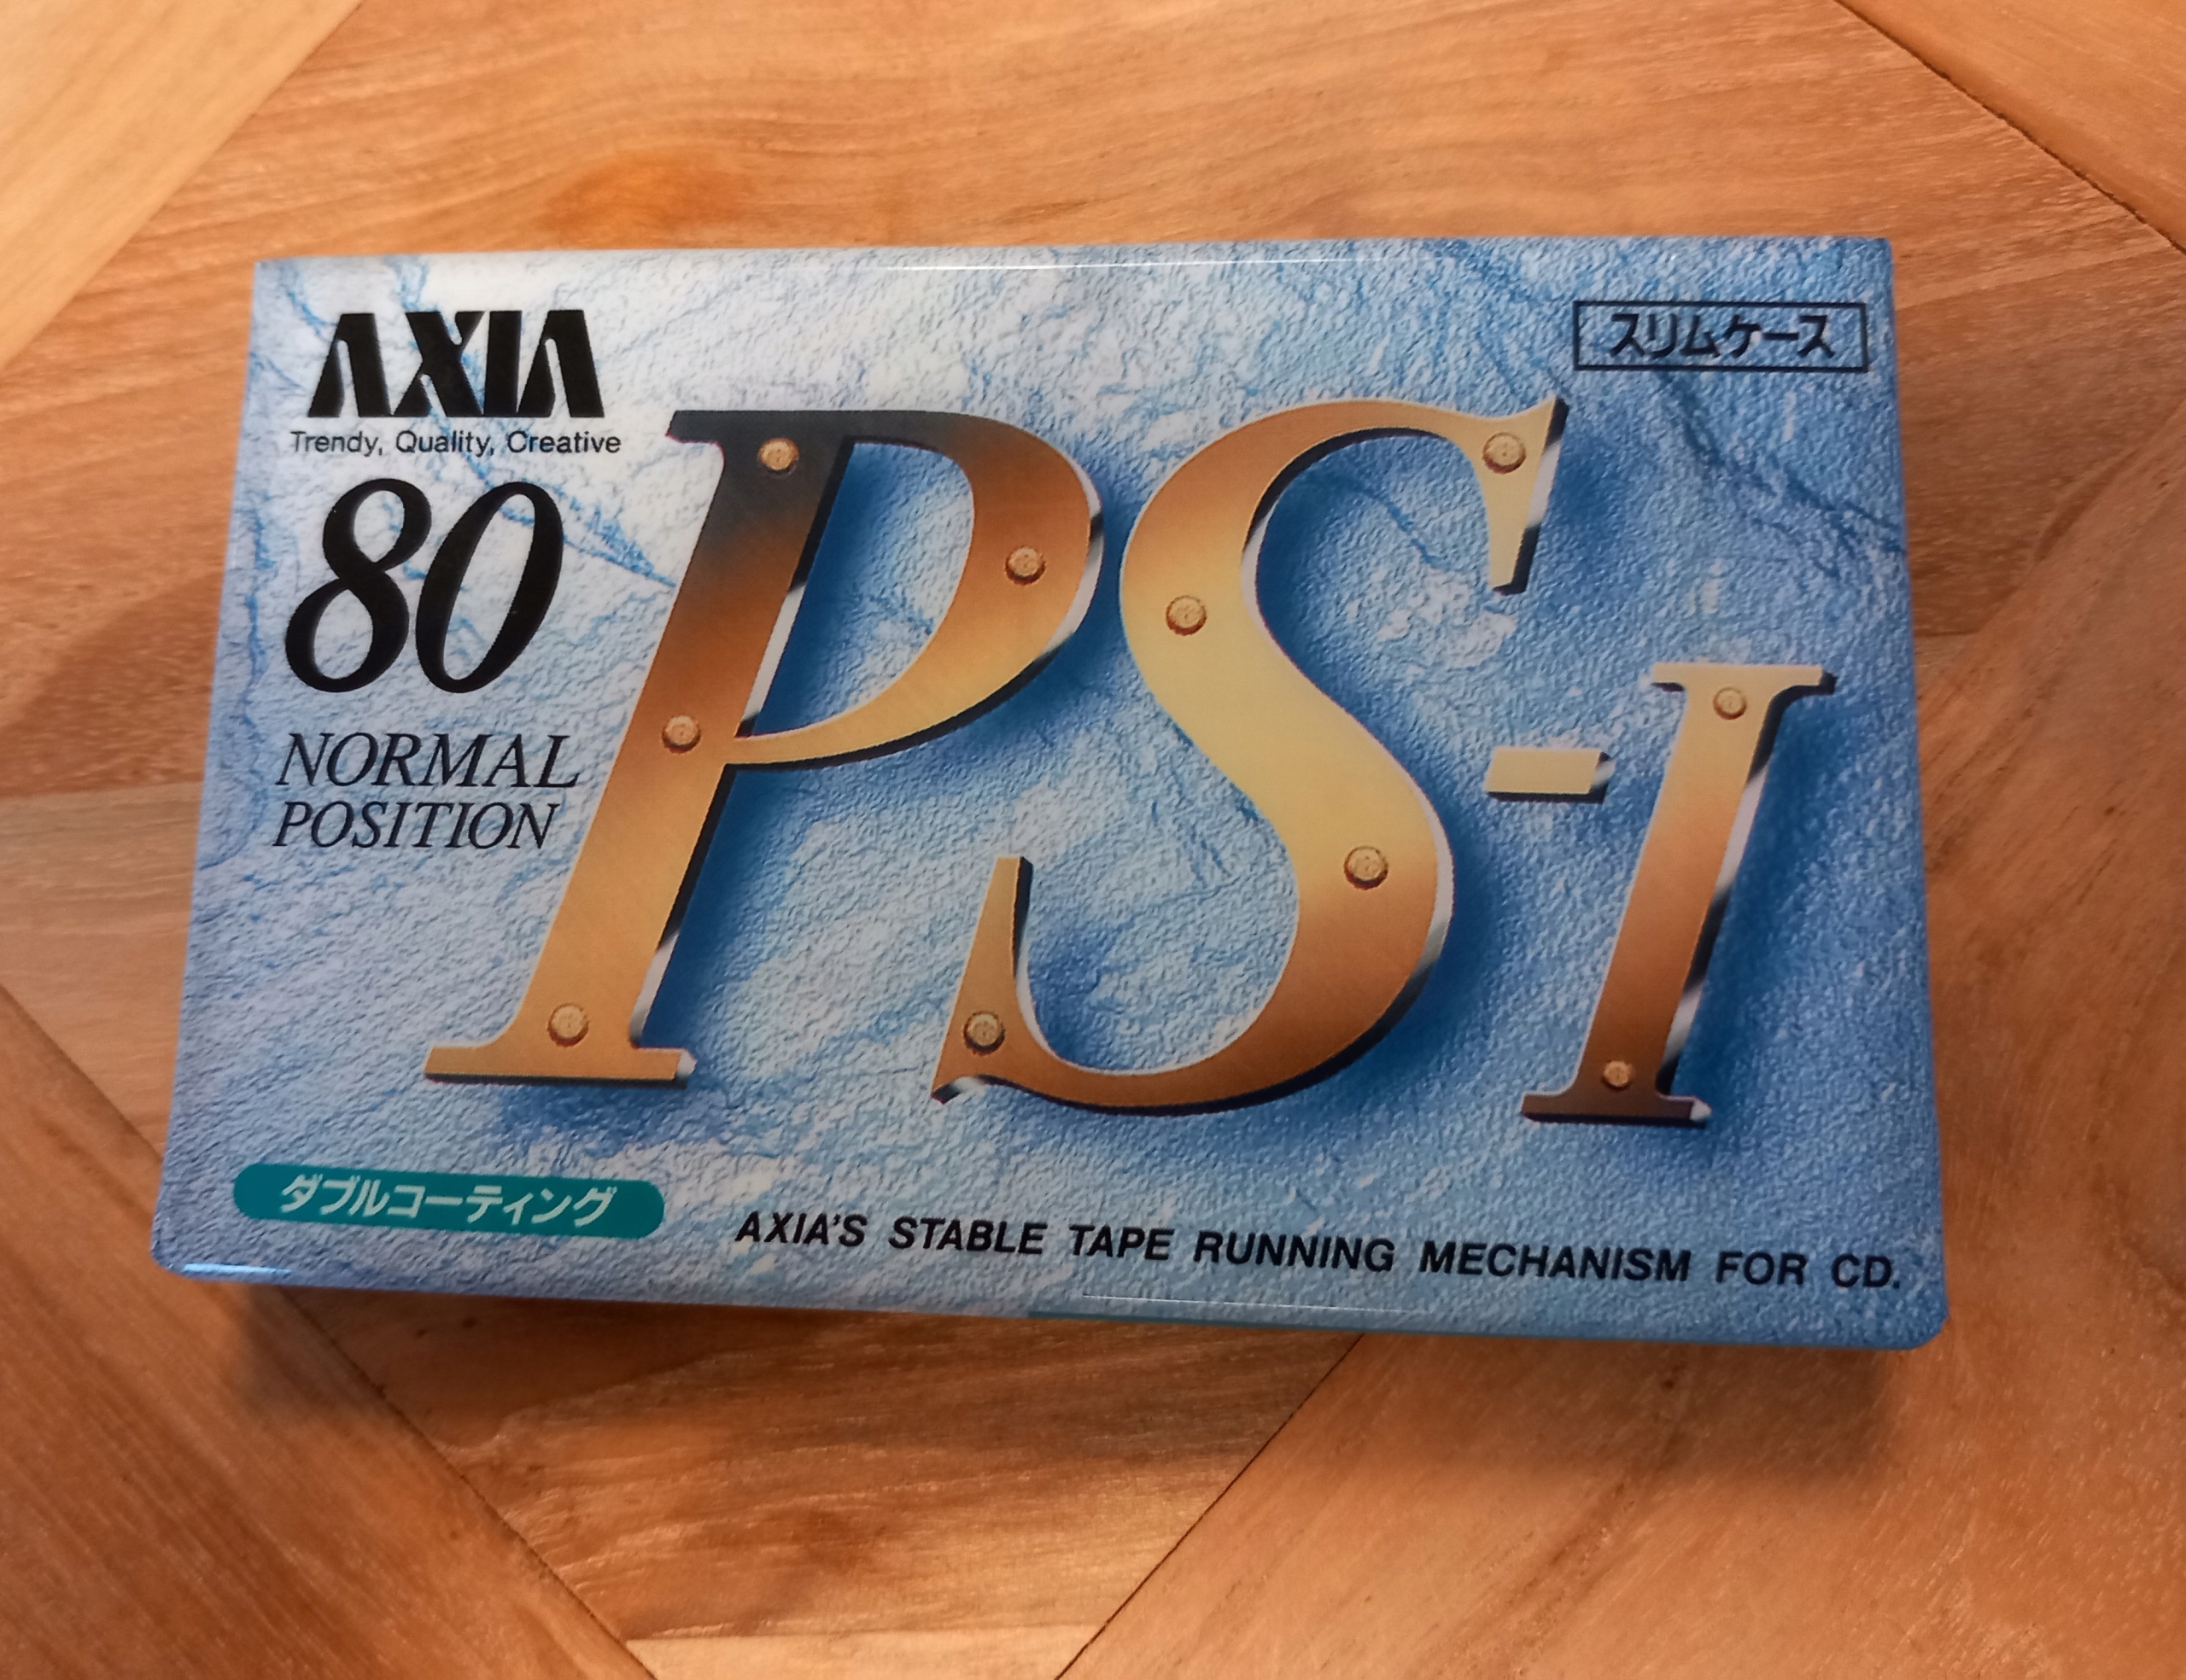 AXIA
Trendy, Quality, Creative
スリムケース
80
NORMAL
POSITION
PS-I
ダブルコーティング
AXIA'S STABLE TAPE RUNNING MECHANISM FOR CD.